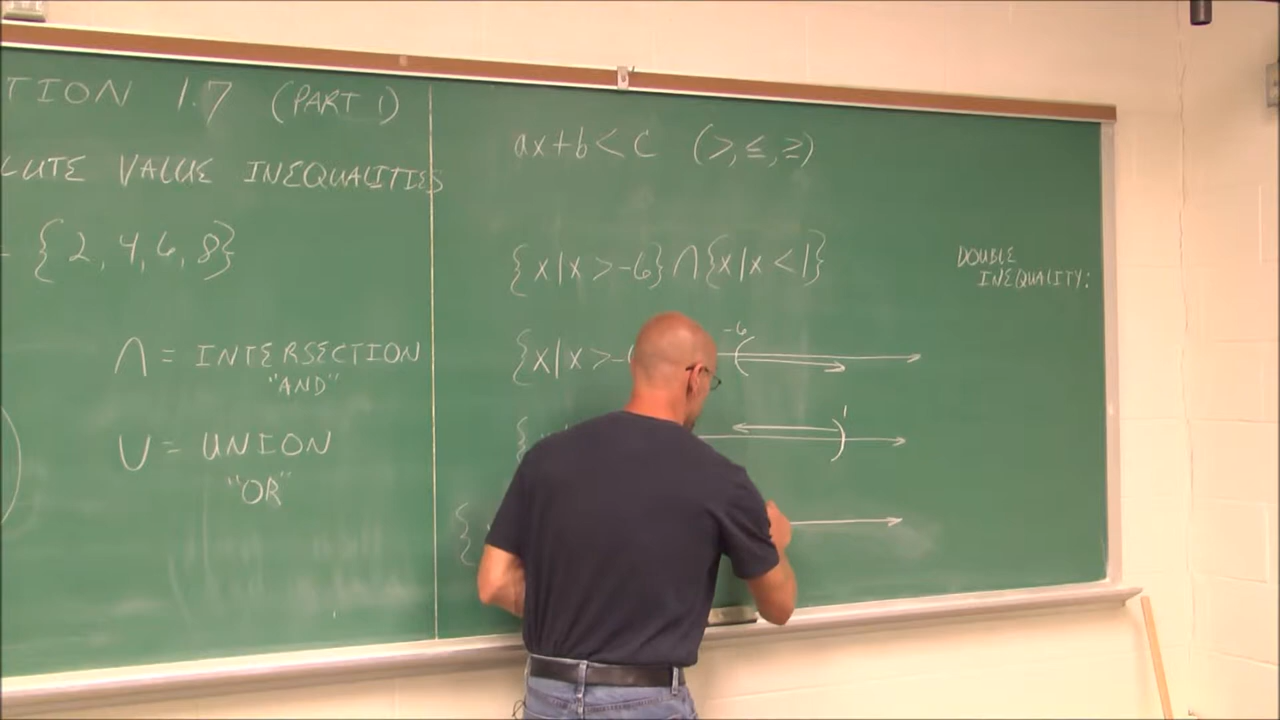 TION 1.7 (PART 1)
LUTE VALUE INEQUALITIES
- {2, 4, 6, 8}
∩ = INTERSECTION
"AND"
U = UNION
"OR"
ax+b < c (>, ≤, ≥)
{x|x > -6} ∩ {x|x < 1}
{x|x > -
-6
{
1
{
DOUBLE
INEQUALITY: